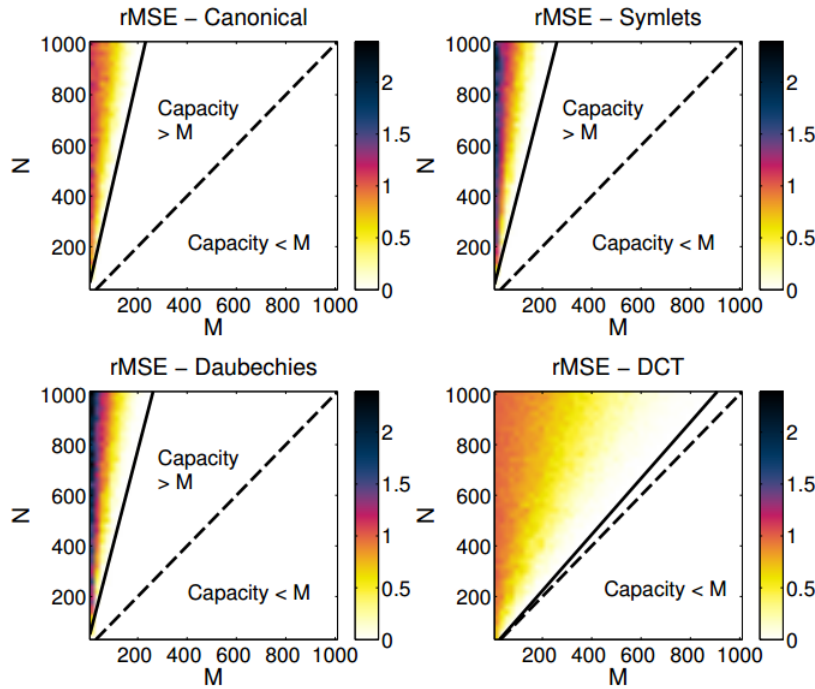 rMSE – Canonical
1000
800
600
400
200
N
200 400 600 800 1000
M
Capacity
> M
Capacity < M
2
1.5
1
0.5
0
rMSE – Symlets
1000
800
600
400
200
N
200 400 600 800 1000
M
Capacity
> M
Capacity < M
2
1.5
1
0.5
0
rMSE – Daubechies
1000
800
600
400
200
N
200 400 600 800 1000
M
Capacity
> M
Capacity < M
2
1.5
1
0.5
0
rMSE – DCT
1000
800
600
400
200
N
200 400 600 800 1000
M
Capacity < M
2
1.5
1
0.5
0